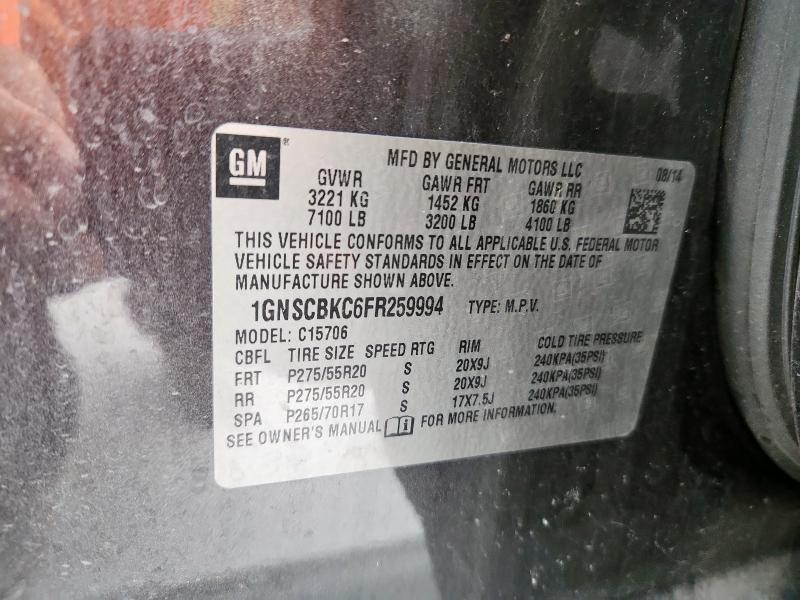 GM
®
MFD BY GENERAL MOTORS LLC 08/14
GVWR GAWR FRT GAWR RR
3221 KG 1452 KG 1860 KG
7100 LB 3200 LB 4100 LB
THIS VEHICLE CONFORMS TO ALL APPLICABLE U.S. FEDERAL MOTOR
VEHICLE SAFETY STANDARDS IN EFFECT ON THE DATE OF
MANUFACTURE SHOWN ABOVE.
1GNSCBKC6FR259994 TYPE: M.P.V.
MODEL: C15706
CBFL TIRE SIZE SPEED RTG RIM COLD TIRE PRESSURE
FRT P275/55R20 S 20X9J 240KPA(35PSI)
RR P275/55R20 S 20X9J 240KPA(35PSI)
SPA P265/70R17 S 17X7.5J 240KPA(35PSI)
SEE OWNER'S MANUAL FOR MORE INFORMATION.